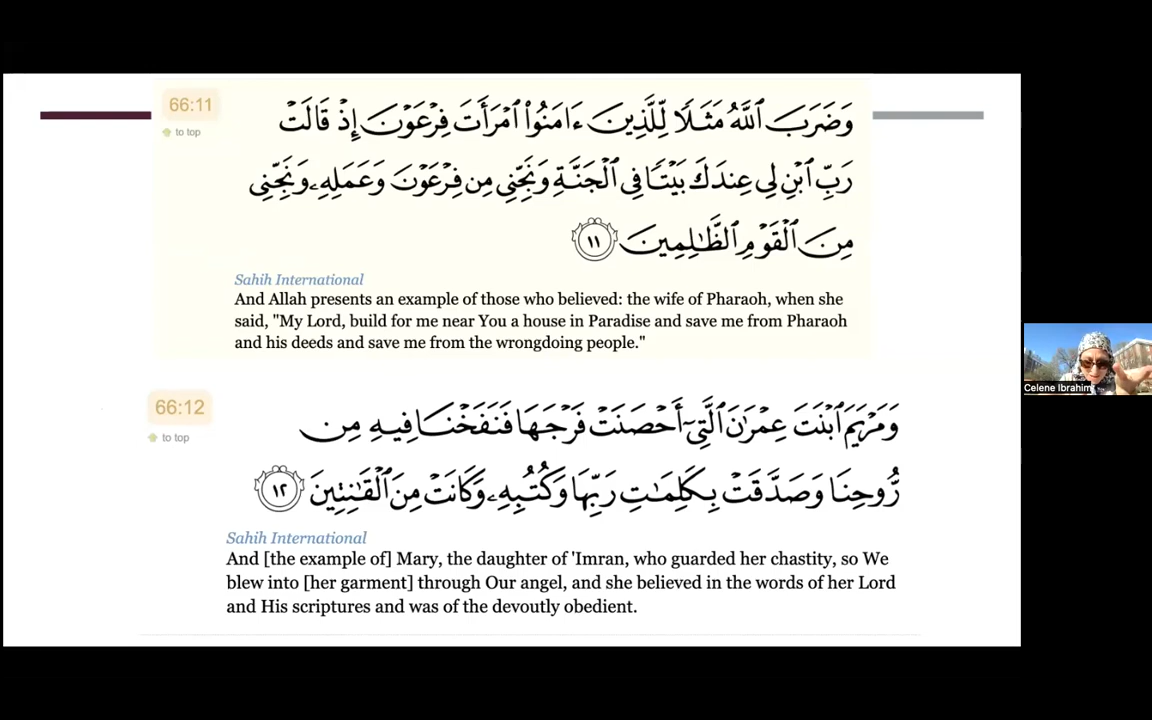 66:11
to top
وَضَرَبَ ٱللَّهُ مَثَلًا لِّلَّذِينَ ءَامَنُوا۟ ٱمْرَأَتَ فِرْعَوْنَ إِذْ قَالَتْ
رَبِّ ٱبْنِ لِى عِندَكَ بَيْتًا فِى ٱلْجَنَّةِ وَنَجِّنِى مِن فِرْعَوْنَ وَعَمَلِهِۦ وَنَجِّنِى
مِنَ ٱلْقَوْمِ ٱلظَّـٰلِمِينَ ١١
Sahih International
And Allah presents an example of those who believed: the wife of Pharaoh, when she
said, "My Lord, build for me near You a house in Paradise and save me from Pharaoh
and his deeds and save me from the wrongdoing people."
66:12
to top
وَمَرْيَمَ ٱبْنَتَ عِمْرَٰنَ ٱلَّتِىٓ أَحْصَنَتْ فَرْجَهَا فَنَفَخْنَا فِيهِ مِن
رُّوحِنَا وَصَدَّقَتْ بِكَلِمَـٰتِ رَبِّهَا وَكُتُبِهِۦ وَكَانَتْ مِنَ ٱلْقَـٰنِتِينَ ١٢
Sahih International
And [the example of] Mary, the daughter of 'Imran, who guarded her chastity, so We
blew into [her garment] through Our angel, and she believed in the words of her Lord
and His scriptures and was of the devoutly obedient.
Celene Ibrahim